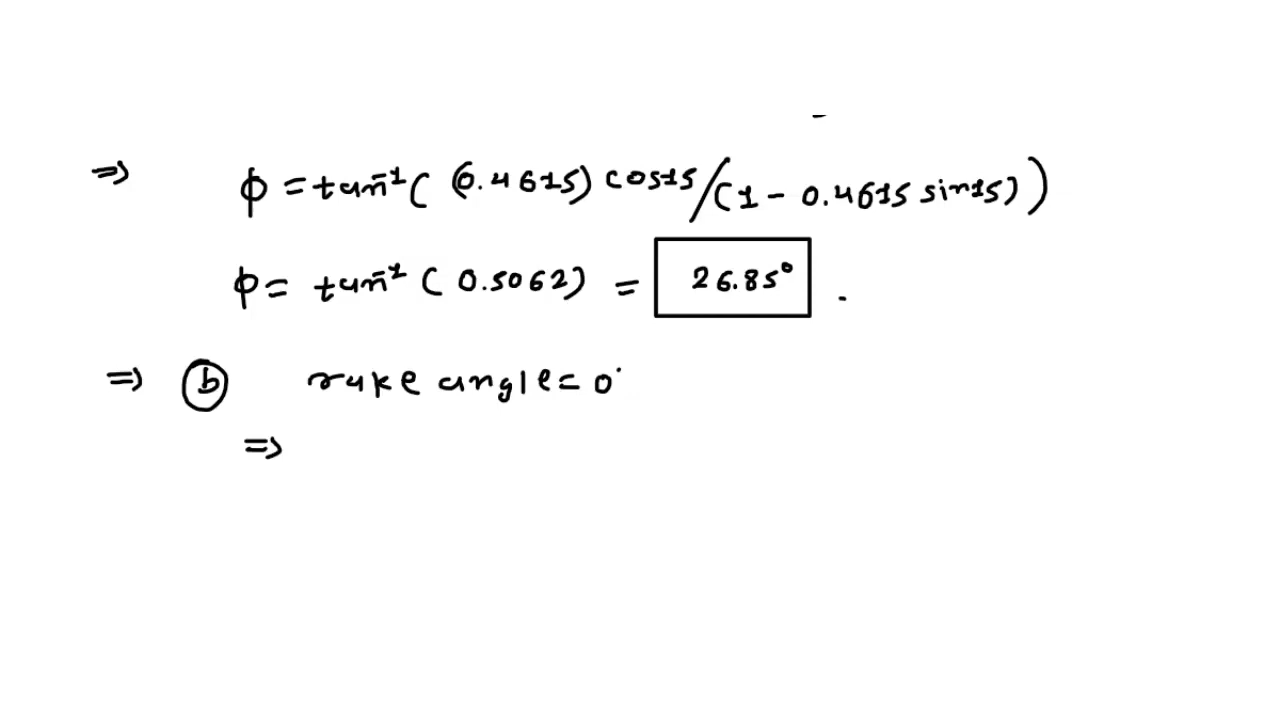 ⇒ φ = tan⁻¹( (0.4615) cos15/(1 - 0.4615 sin15) )
φ = tan⁻¹ ( 0.5062) = 26.85° .
⇒ ⓑ rake angle = 0°
⇒